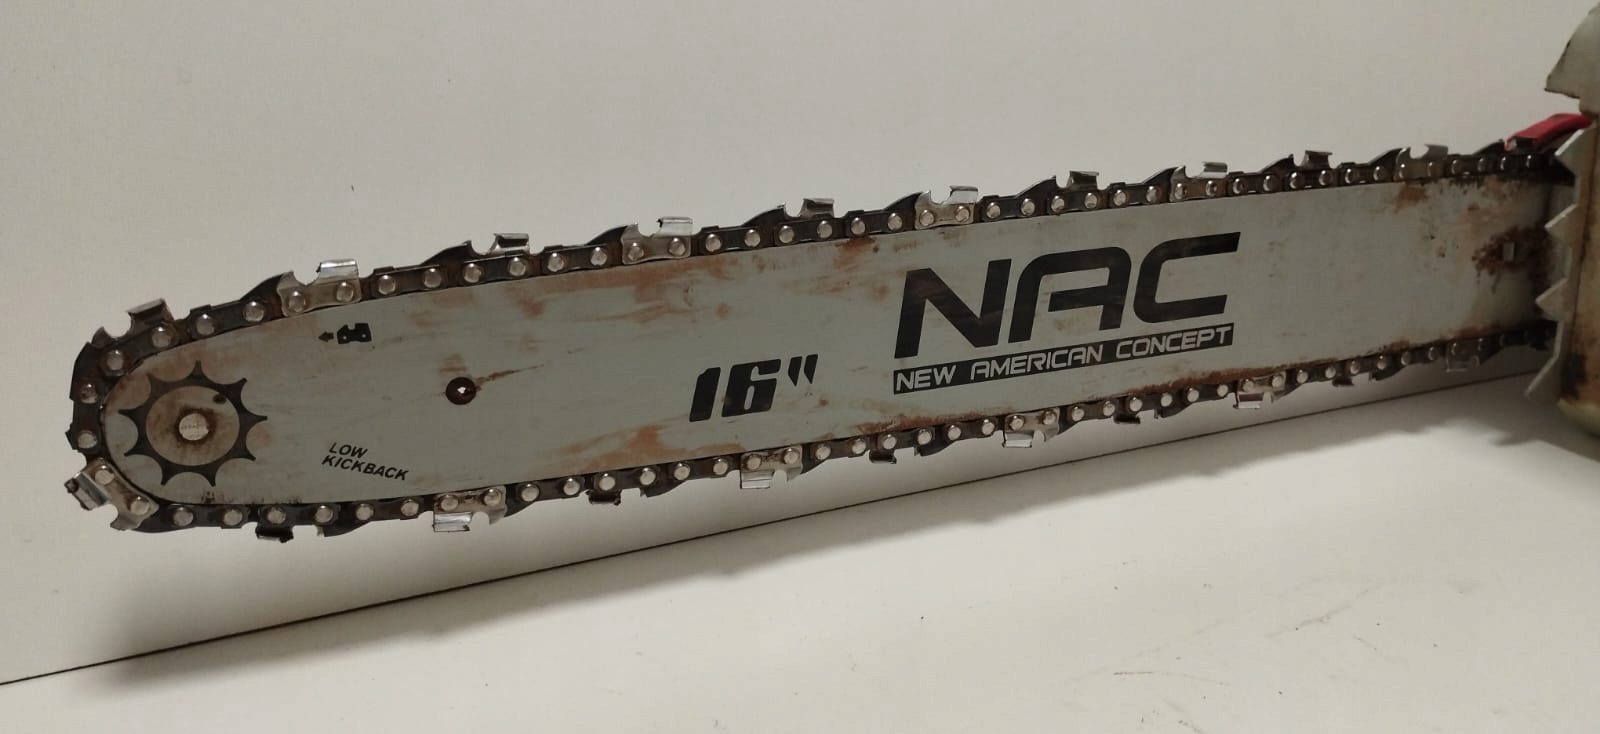 NAC
NEW AMERICAN CONCEPT
16"
LOW
KICKBACK